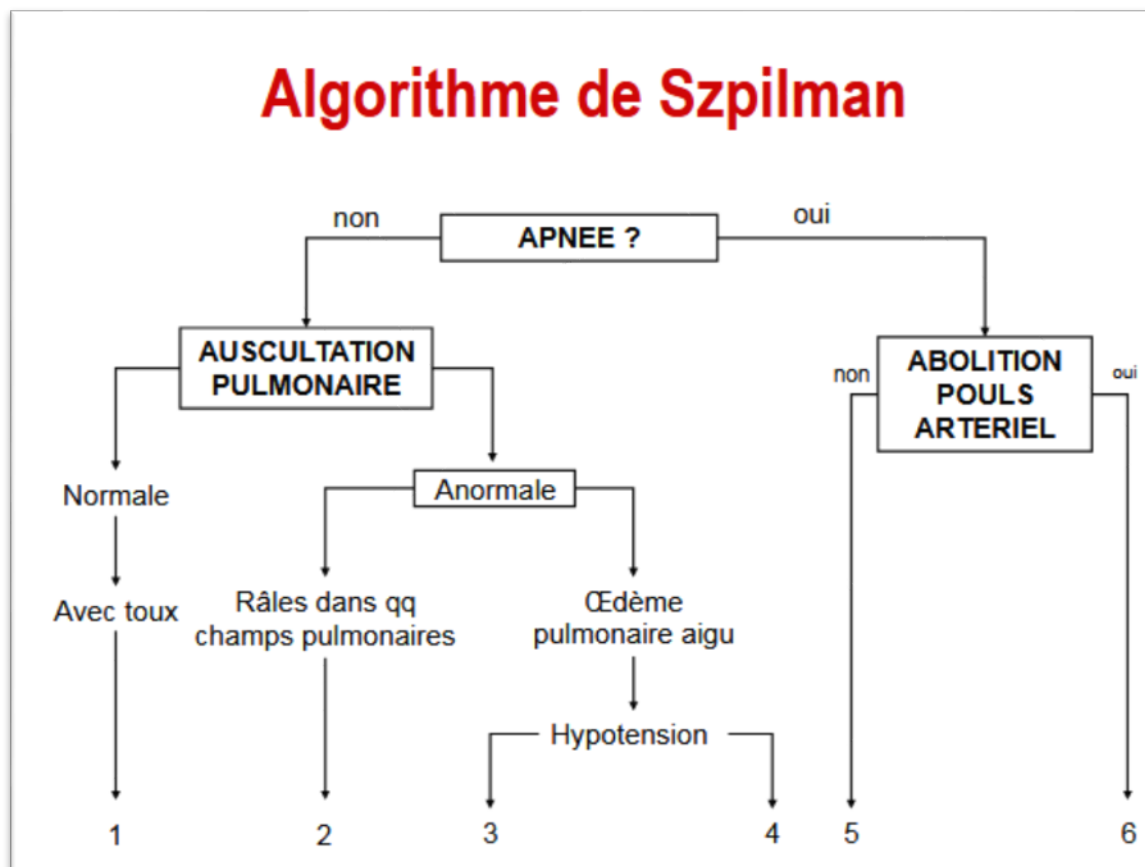 Algorithme de Szpilman
non
APNEE ?
oui
AUSCULTATION
PULMONAIRE
non
ABOLITION
POULS
ARTERIEL
oui
Normale
Anormale
Avec toux
Râles dans qq
champs pulmonaires
Œdème
pulmonaire aigu
Hypotension
1
2
3
4
5
6